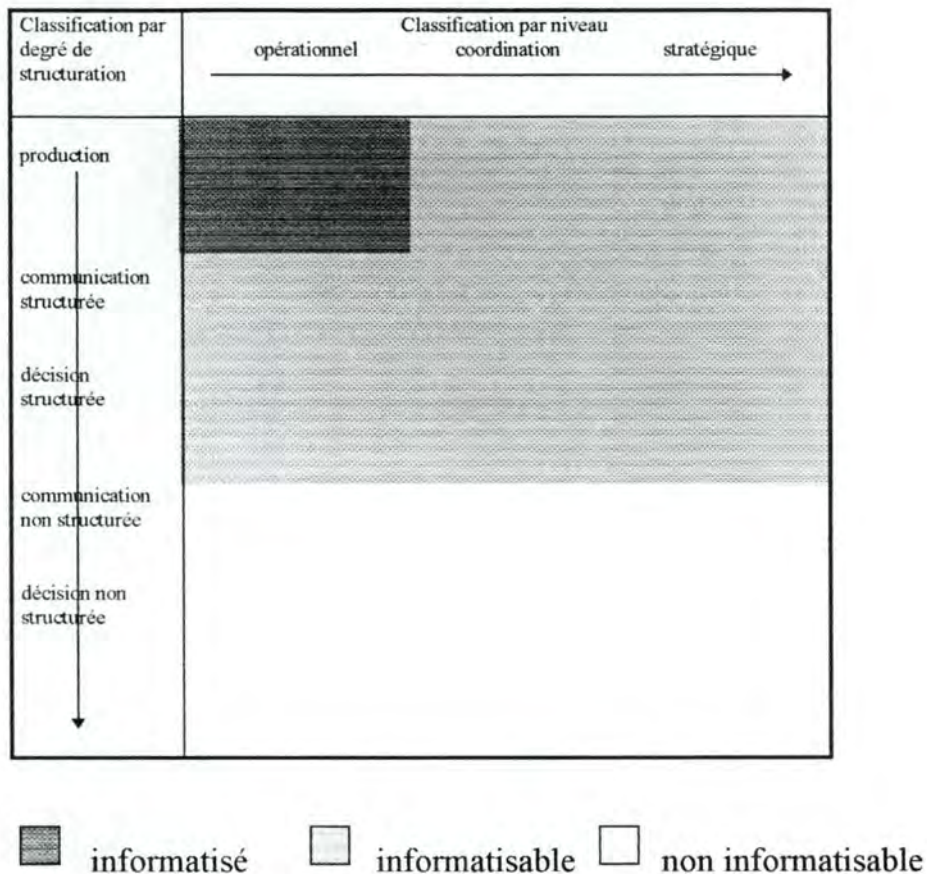 Classification par
degré de
structuration
Classification par niveau
opérationnel coordination stratégique
production
communication
structurée
décision
structurée
communication
non structurée
décision non
structurée
informatisé informatisable non informatisable